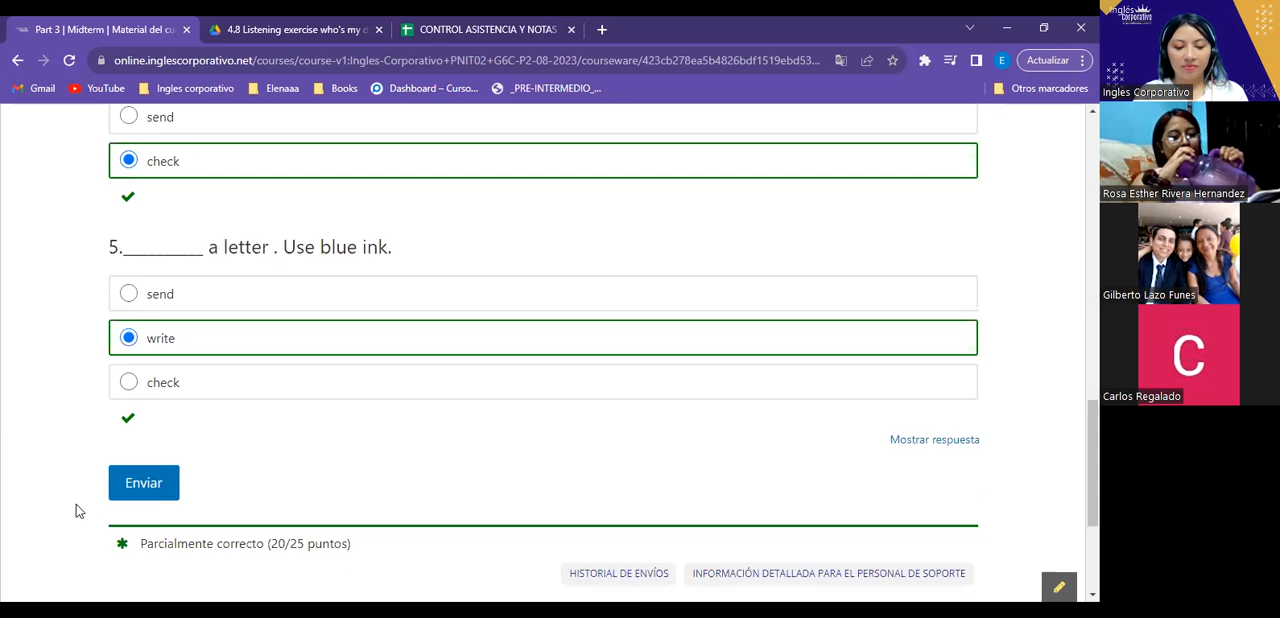 Part 3 | Midterm | Material del cu
4.8 Listening exercise who's my d
CONTROL ASISTENCIA Y NOTAS
online.inglescorporativo.net/courses/course-v1:Ingles-Corporativo+PNIT02+G6C-P2-08-2023/courseware/423cb278ea5b4826bdf1519ebd53...
E
Actualizar
Gmail
YouTube
Ingles corporativo
Elenaaa
Books
Dashboard – Curso...
_PRE-INTERMEDIO_...
Otros marcadores
send
check
5.__________ a letter . Use blue ink.
send
write
check
Mostrar respuesta
Enviar
Parcialmente correcto (20/25 puntos)
HISTORIAL DE ENVÍOS
INFORMACIÓN DETALLADA PARA EL PERSONAL DE SOPORTE
Inglés
Corporativo
Ingles Corporativo
Rosa Esther Rivera Hernandez
Gilberto Lazo Funes
C
Carlos Regalado